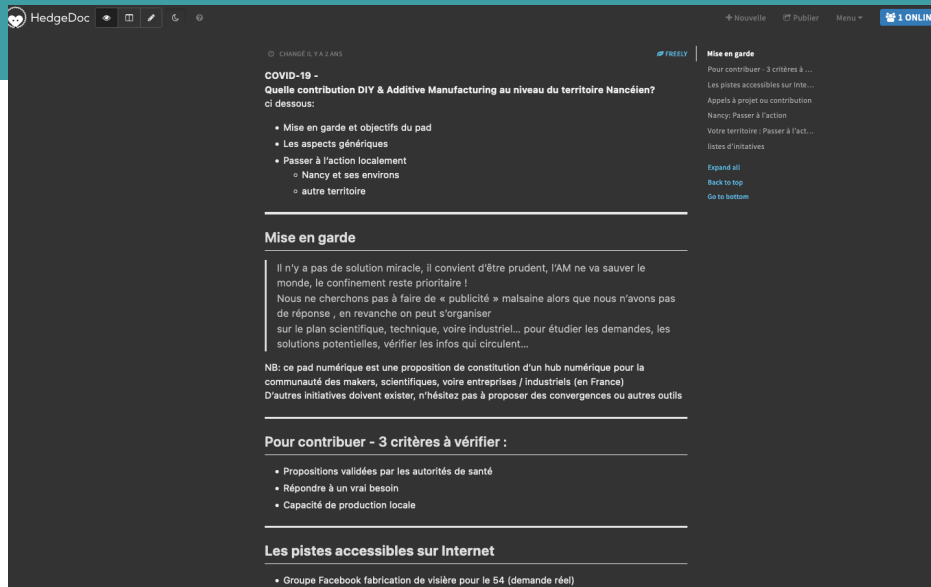 HedgeDoc
+ Nouvelle
Publier
Menu
1 ONLIN
CHANGÉ IL Y A 2 ANS
FREELY
COVID-19 -
Quelle contribution DIY & Additive Manufacturing au niveau du territoire Nancéien?
ci dessous:
• Mise en garde et objectifs du pad
• Les aspects génériques
• Passer à l'action localement
◦ Nancy et ses environs
◦ autre territoire
Mise en garde
Il n'y a pas de solution miracle, il convient d'être prudent, l'AM ne va sauver le
monde, le confinement reste prioritaire !
Nous ne cherchons pas à faire de « publicité » malsaine alors que nous n'avons pas
de réponse , en revanche on peut s'organiser
sur le plan scientifique, technique, voire industriel... pour étudier les demandes, les
solutions potentielles, vérifier les infos qui circulent...
NB: ce pad numérique est une proposition de constitution d'un hub numérique pour la
communauté des makers, scientifiques, voire entreprises / industriels (en France)
D'autres initiatives doivent exister, n'hésitez pas à proposer des convergences ou autres outils
Pour contribuer - 3 critères à vérifier :
• Propositions validées par les autorités de santé
• Répondre à un vrai besoin
• Capacité de production locale
Les pistes accessibles sur Internet
• Groupe Facebook fabrication de visière pour le 54 (demande réel)
Mise en garde
Pour contribuer - 3 critères à ...
Les pistes accessibles sur Inte...
Appels à projet ou contribution
Nancy: Passer à l'action
Votre territoire : Passer à l'act...
listes d'initatives
Expand all
Back to top
Go to bottom